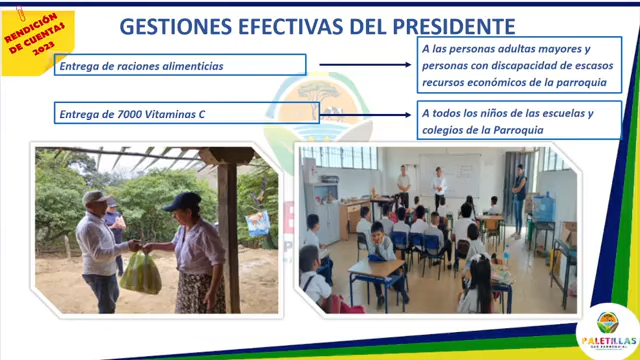 RENDICIÓN
DE CUENTAS
2023
GESTIONES EFECTIVAS DEL PRESIDENTE
Entrega de raciones alimenticias
A las personas adultas mayores y
personas con discapacidad de escasos
recursos económicos de la parroquia
Entrega de 7000 Vitaminas C
A todos los niños de las escuelas y
colegios de la Parroquia
PALETILLAS
GAD PARROQUIAL